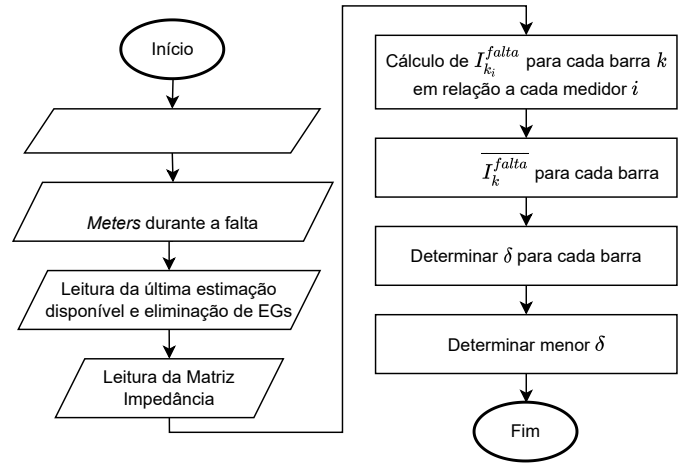 Início
Meters durante a falta
Leitura da última estimação
disponível e eliminação de EGs
Leitura da Matriz
Impedância
Cálculo de $I_{k_i}^{falta}$ para cada barra $k$
em relação a cada medidor $i$
$\overline{I_k^{falta}}$ para cada barra
Determinar $\delta$ para cada barra
Determinar menor $\delta$
Fim